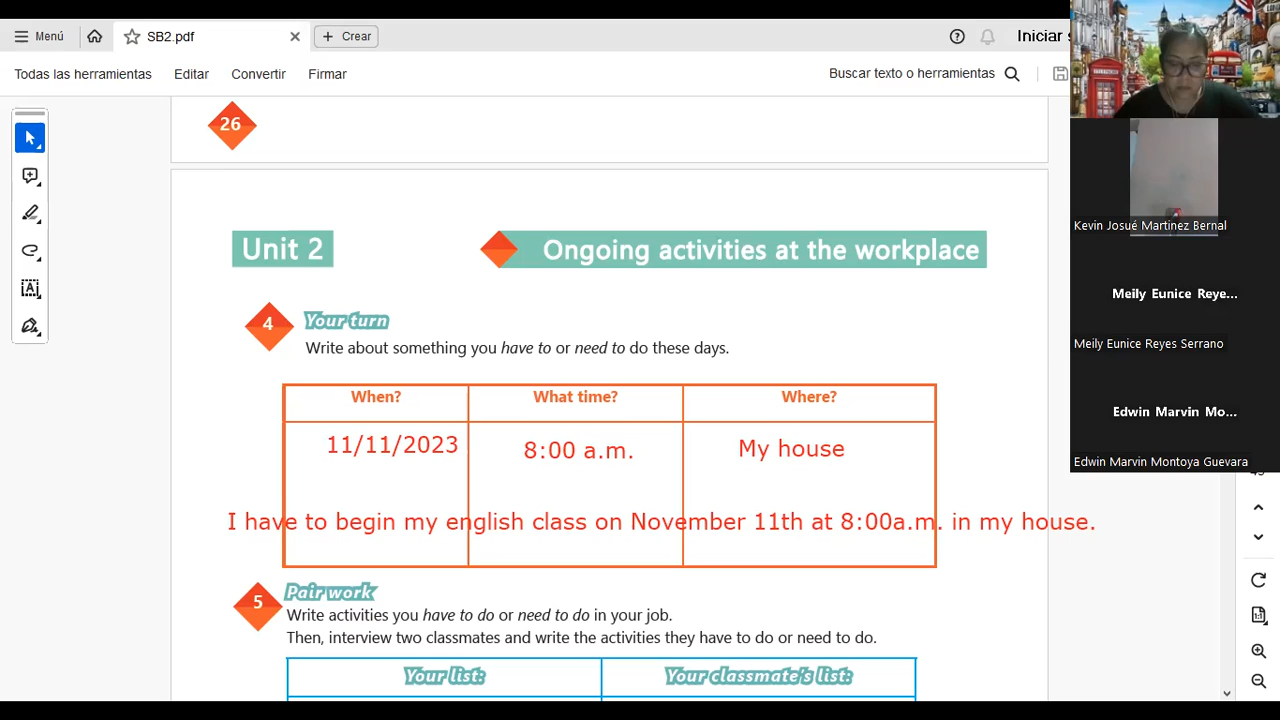 Menú
SB2.pdf
Crear
Iniciar s
Todas las herramientas
Editar
Convertir
Firmar
Buscar texto o herramientas
26
Unit 2
Ongoing activities at the workplace
4
Your turn
Write about something you have to or need to do these days.
When?
What time?
Where?
11/11/2023
8:00 a.m.
My house
I have to begin my english class on November 11th at 8:00a.m. in my house.
5
Pair work
Write activities you have to do or need to do in your job.
Then, interview two classmates and write the activities they have to do or need to do.
Your list:
Your classmate's list:
TELEPHONE
Kevin Josué Martinez Bernal
Meily Eunice Reye...
Meily Eunice Reyes Serrano
Edwin Marvin Mo...
Edwin Marvin Montoya Guevara